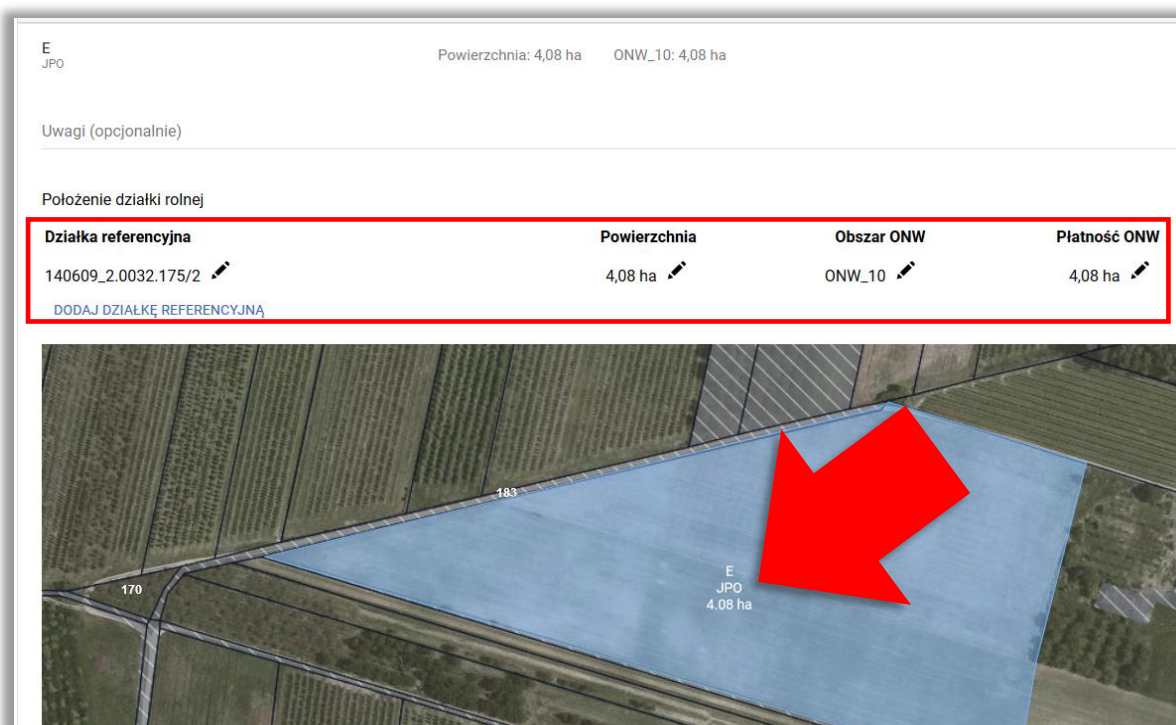 E
JPO
Powierzchnia: 4,08 ha ONW_10: 4,08 ha
Uwagi (opcjonalnie)
Położenie działki rolnej
Działka referencyjna Powierzchnia Obszar ONW Płatność ONW
140609_2.0032.175/2 4,08 ha ONW_10 4,08 ha
DODAJ DZIAŁKĘ REFERENCYJNĄ
183
E
JPO
4.08 ha
170